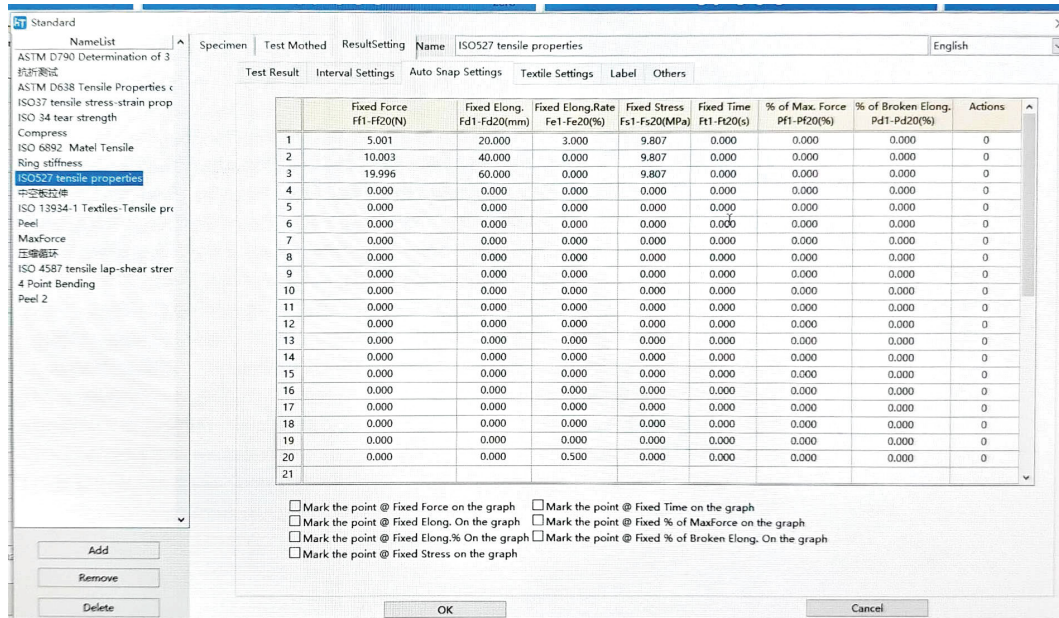 Standard
NameList
ASTM D790 Determination of 3
抗折测试
ASTM D638 Tensile Properties c
ISO37 tensile stress-strain prop
ISO 34 tear strength
Compress
ISO 6892 Matel Tensile
Ring stiffness
ISO527 tensile properties
中空板拉伸
ISO 13934-1 Textiles-Tensile pr
Peel
MaxForce
压缩循环
ISO 4587 tensile lap-shear strer
4 Point Bending
Peel 2
Add
Remove
Delete
Specimen Test Mothed ResultSetting Name ISO527 tensile properties English
Test Result Interval Settings Auto Snap Settings Textile Settings Label Others
Fixed Force Fixed Elong. Fixed Elong.Rate Fixed Stress Fixed Time % of Max. Force % of Broken Elong. Actions
Ff1-Ff20(N) Fd1-Fd20(mm) Fe1-Fe20(%) Fs1-Fs20(MPa) Ft1-Ft20(s) Pf1-Pf20(%) Pd1-Pd20(%)
1 5.001 20.000 3.000 9.807 0.000 0.000 0.000 0
2 10.003 40.000 0.000 9.807 0.000 0.000 0.000 0
3 19.996 60.000 0.000 9.807 0.000 0.000 0.000 0
4 0.000 0.000 0.000 0.000 0.000 0.000 0.000 0
5 0.000 0.000 0.000 0.000 0.000 0.000 0.000 0
6 0.000 0.000 0.000 0.000 0.000 0.000 0.000 0
7 0.000 0.000 0.000 0.000 0.000 0.000 0.000 0
8 0.000 0.000 0.000 0.000 0.000 0.000 0.000 0
9 0.000 0.000 0.000 0.000 0.000 0.000 0.000 0
10 0.000 0.000 0.000 0.000 0.000 0.000 0.000 0
11 0.000 0.000 0.000 0.000 0.000 0.000 0.000 0
12 0.000 0.000 0.000 0.000 0.000 0.000 0.000 0
13 0.000 0.000 0.000 0.000 0.000 0.000 0.000 0
14 0.000 0.000 0.000 0.000 0.000 0.000 0.000 0
15 0.000 0.000 0.000 0.000 0.000 0.000 0.000 0
16 0.000 0.000 0.000 0.000 0.000 0.000 0.000 0
17 0.000 0.000 0.000 0.000 0.000 0.000 0.000 0
18 0.000 0.000 0.000 0.000 0.000 0.000 0.000 0
19 0.000 0.000 0.000 0.000 0.000 0.000 0.000 0
20 0.000 0.000 0.500 0.000 0.000 0.000 0.000 0
21
Mark the point @ Fixed Force on the graph Mark the point @ Fixed Time on the graph
Mark the point @ Fixed Elong. On the graph Mark the point @ Fixed % of MaxForce on the graph
Mark the point @ Fixed Elong.% On the graph Mark the point @ Fixed % of Broken Elong. On the graph
Mark the point @ Fixed Stress on the graph
OK Cancel